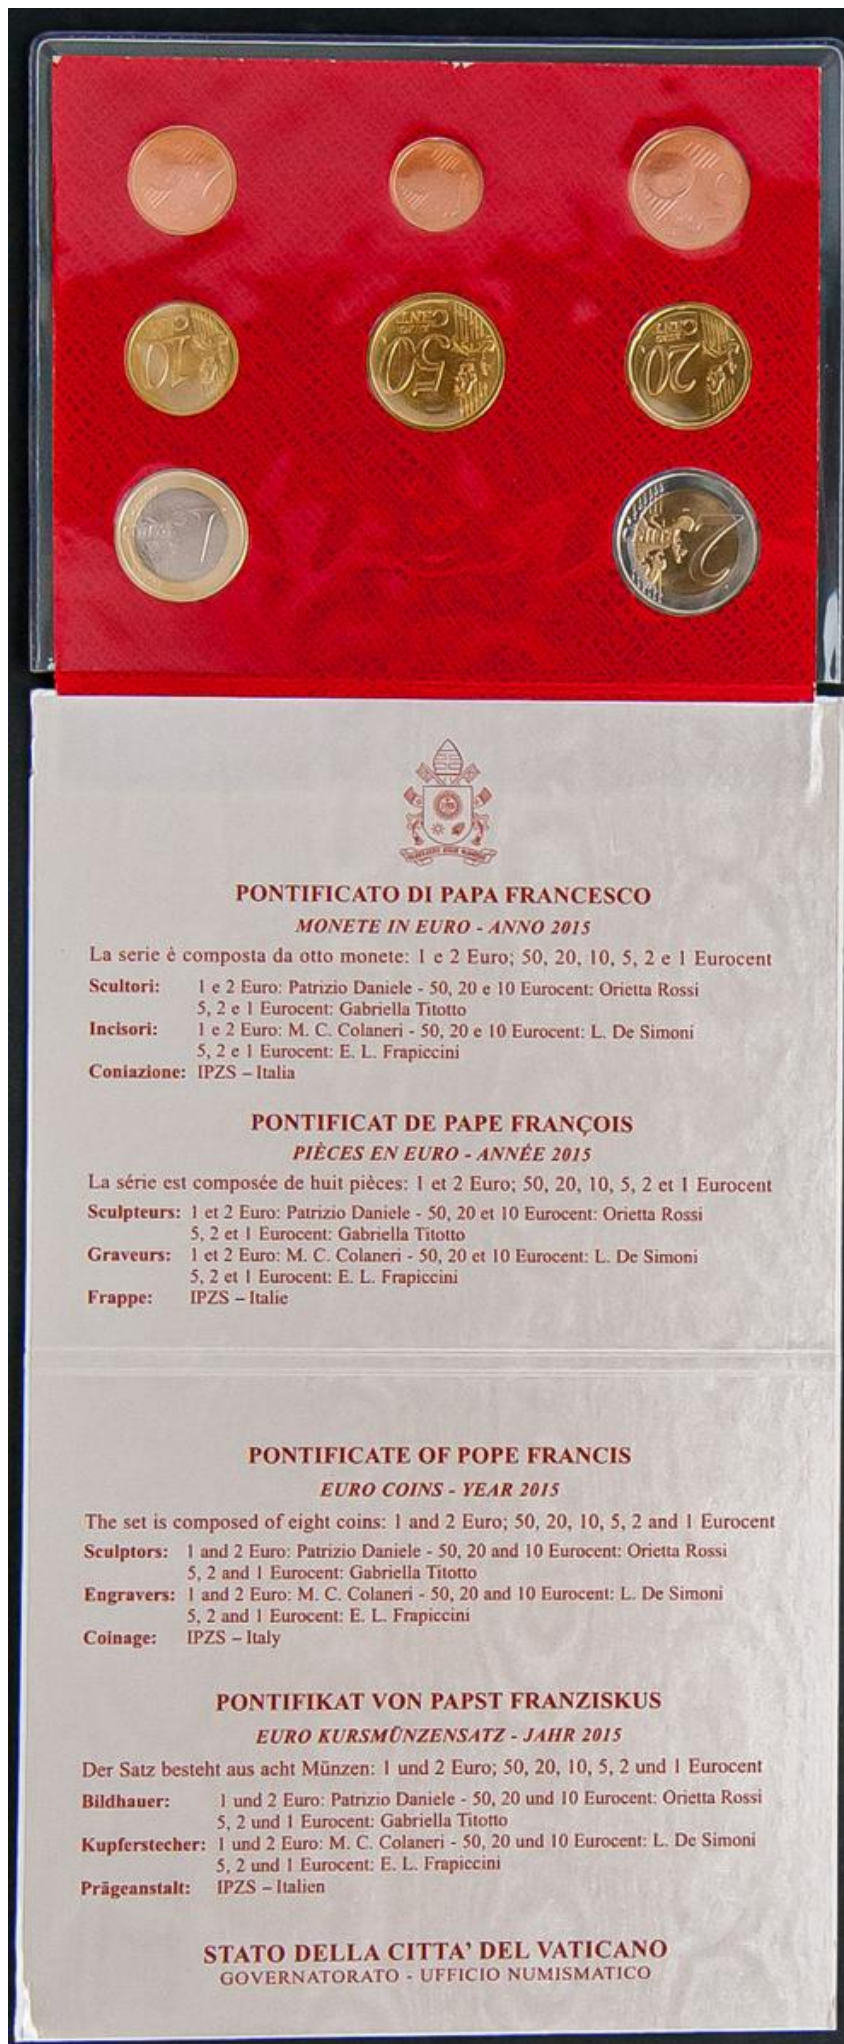 10
50
CENT
20
CENT
1
2
PONTIFICATO DI PAPA FRANCESCO
MONETE IN EURO - ANNO 2015
La serie è composta da otto monete: 1 e 2 Euro; 50, 20, 10, 5, 2 e 1 Eurocent
Scultori: 1 e 2 Euro: Patrizio Daniele - 50, 20 e 10 Eurocent: Orietta Rossi
5, 2 e 1 Eurocent: Gabriella Titotto
Incisori: 1 e 2 Euro: M. C. Colaneri - 50, 20 e 10 Eurocent: L. De Simoni
5, 2 e 1 Eurocent: E. L. Frapiccini
Coniazione: IPZS – Italia
PONTIFICAT DE PAPE FRANÇOIS
PIÈCES EN EURO - ANNÉE 2015
La série est composée de huit pièces: 1 et 2 Euro; 50, 20, 10, 5, 2 et 1 Eurocent
Sculpteurs: 1 et 2 Euro: Patrizio Daniele - 50, 20 et 10 Eurocent: Orietta Rossi
5, 2 et 1 Eurocent: Gabriella Titotto
Graveurs: 1 et 2 Euro: M. C. Colaneri - 50, 20 et 10 Eurocent: L. De Simoni
5, 2 et 1 Eurocent: E. L. Frapiccini
Frappe: IPZS – Italie
PONTIFICATE OF POPE FRANCIS
EURO COINS - YEAR 2015
The set is composed of eight coins: 1 and 2 Euro; 50, 20, 10, 5, 2 and 1 Eurocent
Sculptors: 1 and 2 Euro: Patrizio Daniele - 50, 20 and 10 Eurocent: Orietta Rossi
5, 2 and 1 Eurocent: Gabriella Titotto
Engravers: 1 and 2 Euro: M. C. Colaneri - 50, 20 and 10 Eurocent: L. De Simoni
5, 2 and 1 Eurocent: E. L. Frapiccini
Coinage: IPZS – Italy
PONTIFIKAT VON PAPST FRANZISKUS
EURO KURSMÜNZENSATZ - JAHR 2015
Der Satz besteht aus acht Münzen: 1 und 2 Euro; 50, 20, 10, 5, 2 und 1 Eurocent
Bildhauer: 1 und 2 Euro: Patrizio Daniele - 50, 20 und 10 Eurocent: Orietta Rossi
5, 2 und 1 Eurocent: Gabriella Titotto
Kupferstecher: 1 und 2 Euro: M. C. Colaneri - 50, 20 und 10 Eurocent: L. De Simoni
5, 2 und 1 Eurocent: E. L. Frapiccini
Prägeanstalt: IPZS – Italien
STATO DELLA CITTA' DEL VATICANO
GOVERNATORATO - UFFICIO NUMISMATICO